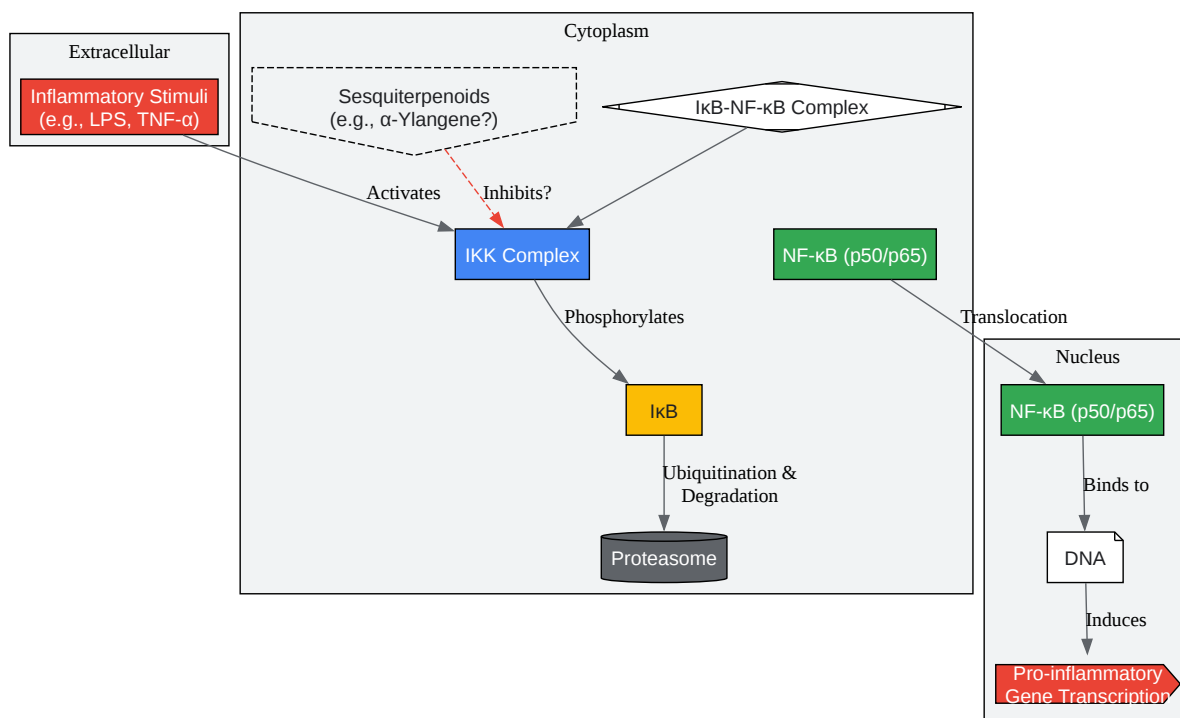 Cytoplasm
Extracellular
Inflammatory Stimuli
(e.g., LPS, TNF-α)
Sesquiterpenoids
(e.g., α-Ylangene?)
IκB-NF-κB Complex
Activates
Inhibits?
IKK Complex
NF-κB (p50/p65)
Phosphorylates
Translocation
Nucleus
IκB
NF-κB (p50/p65)
Ubiquitination &
Degradation
Binds to
Proteasome
DNA
Induces
Pro-inflammatory
Gene Transcription